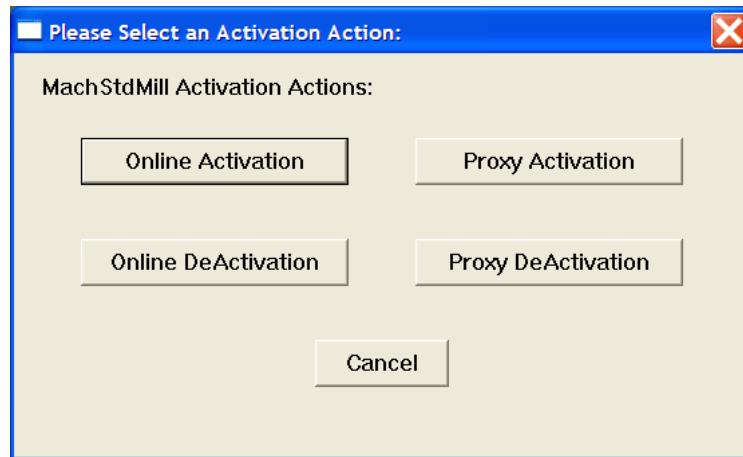 Please Select an Activation Action:
MachStdMill Activation Actions:
Online Activation Proxy Activation
Online DeActivation Proxy DeActivation
Cancel